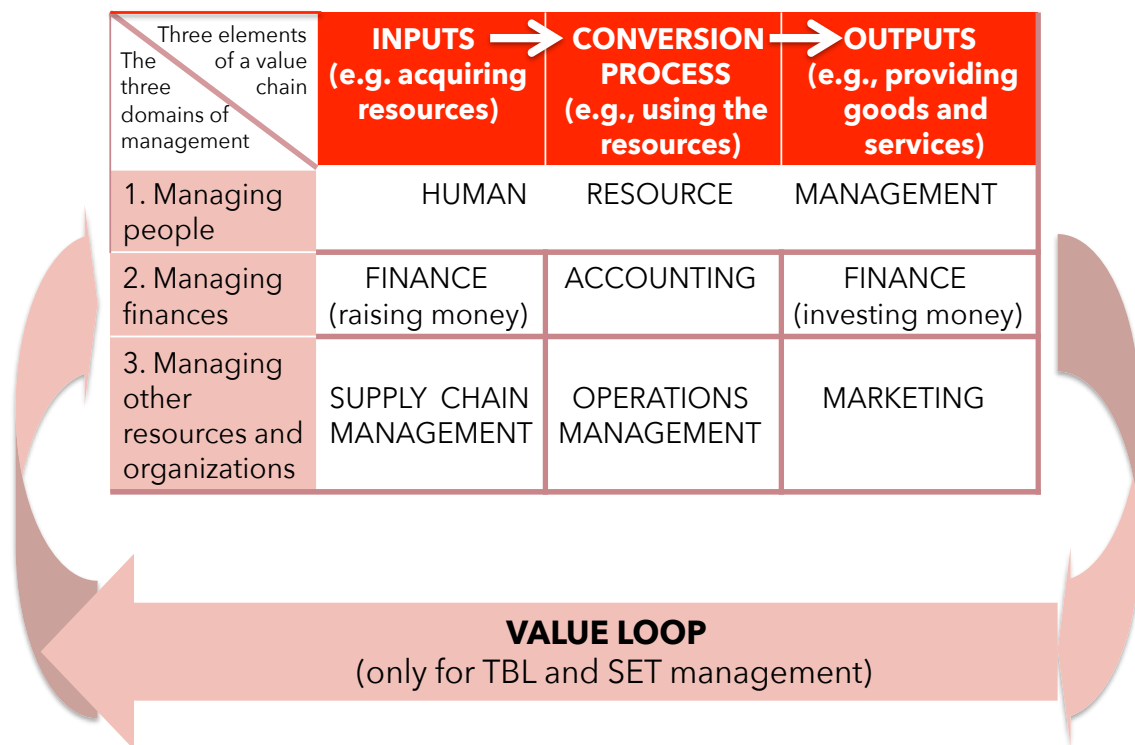 Three elements
of a value
chain
The
three
domains of
management
INPUTS
(e.g. acquiring
resources)
CONVERSION
PROCESS
(e.g., using the
resources)
OUTPUTS
(e.g., providing
goods and
services)
1. Managing
people
HUMAN RESOURCE MANAGEMENT
2. Managing
finances
FINANCE
(raising money)
ACCOUNTING
FINANCE
(investing money)
3. Managing
other
resources and
organizations
SUPPLY CHAIN
MANAGEMENT
OPERATIONS
MANAGEMENT
MARKETING
VALUE LOOP
(only for TBL and SET management)